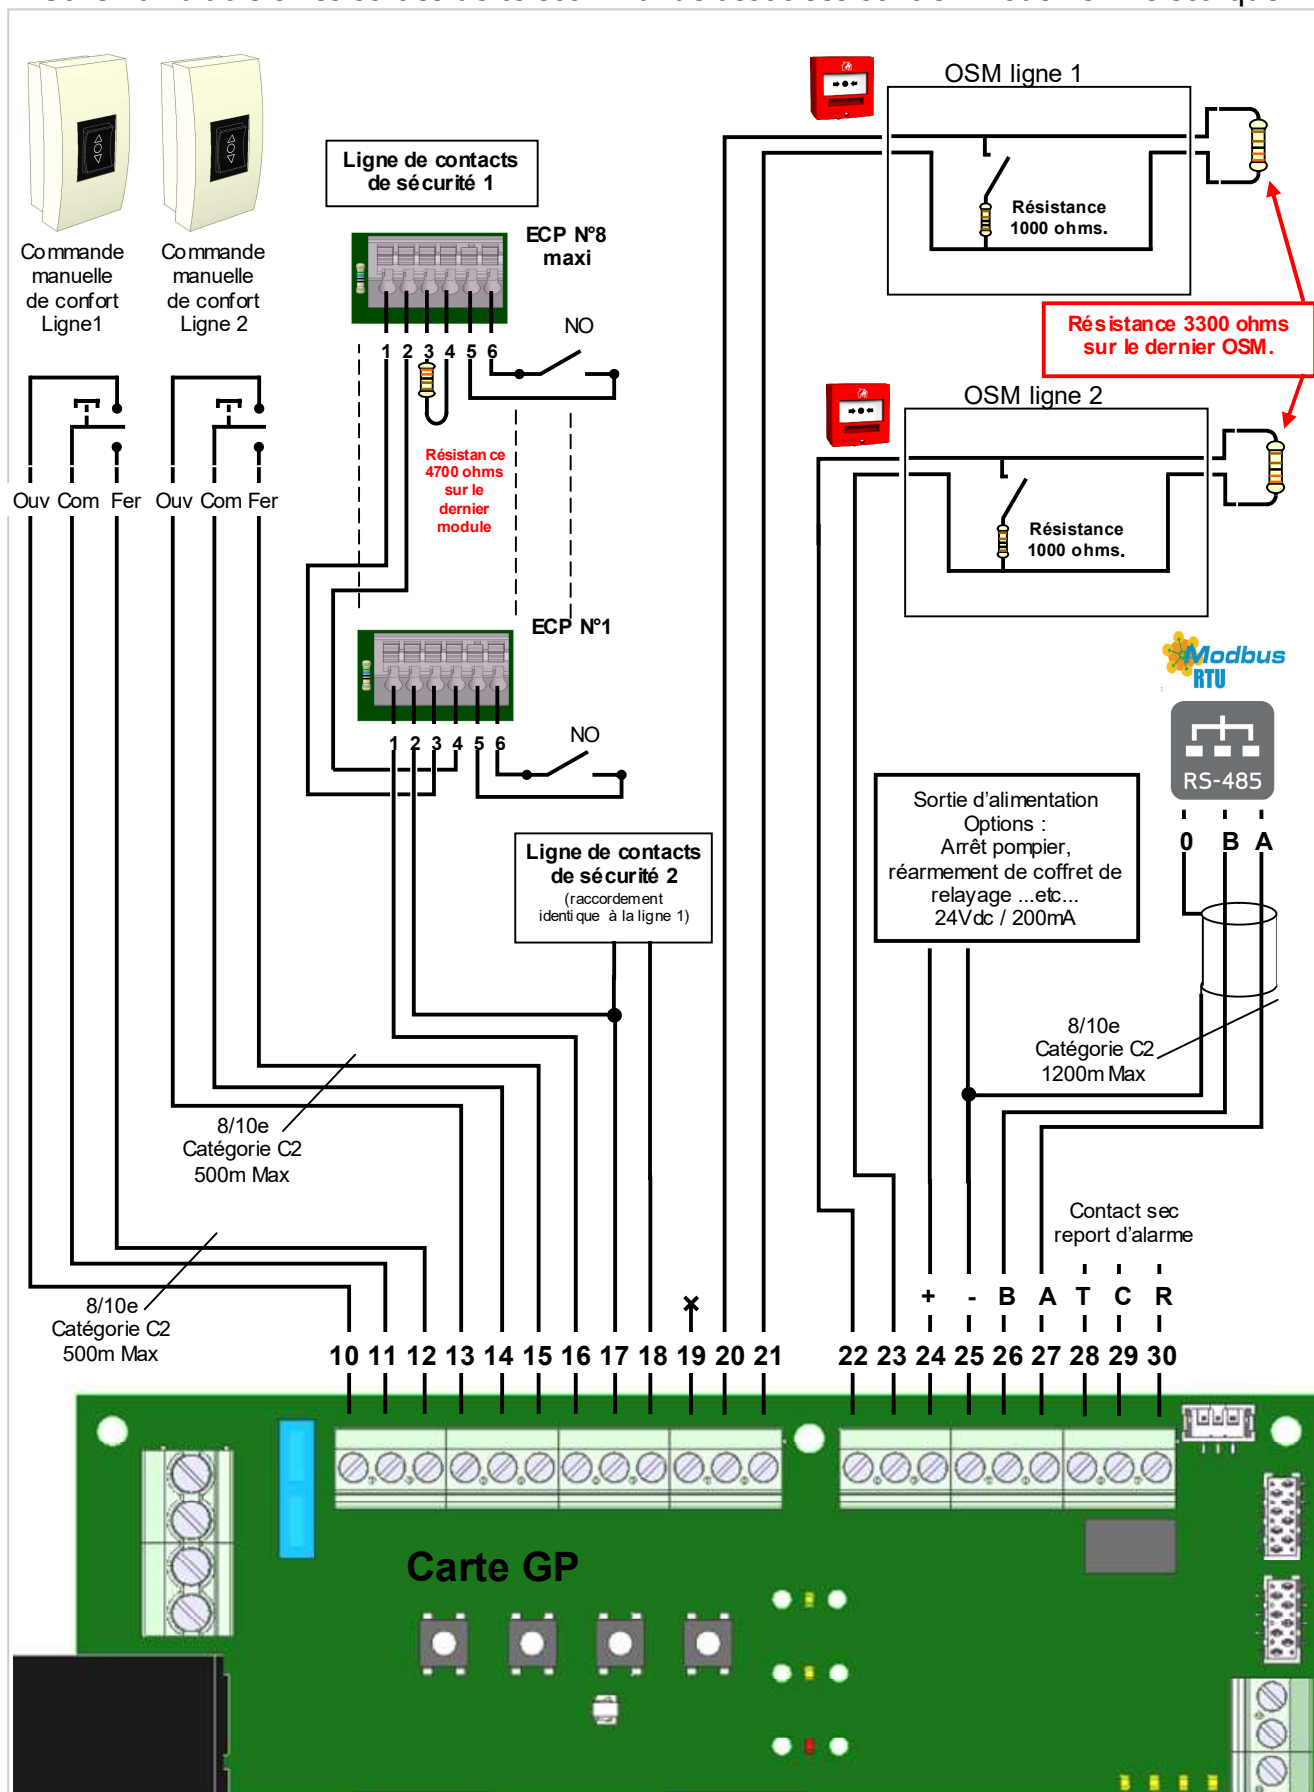 OSM ligne 1
Ligne de contacts
de sécurité 1
Résistance
1000 ohms.
Commande
manuelle
de confort
Ligne1
Commande
manuelle
de confort
Ligne 2
ECP N°8
maxi
NO
1 2 3 4 5 6
Résistance 3300 ohms
sur le dernier OSM.
OSM ligne 2
Résistance
4700 ohms
sur le
dernier
module
Ouv Com Fer
Ouv Com Fer
Résistance
1000 ohms.
ECP N°1
Modbus
RTU
1 2 3 4 5 6
NO
RS-485
0 B A
Sortie d'alimentation
Options :
Arrêt pompier,
réarmement de coffret de
relayage ...etc...
24Vdc / 200mA
Ligne de contacts
de sécurité 2
(raccordement
identique à la ligne 1)
8/10e
Catégorie C2
1200m Max
8/10e
Catégorie C2
500m Max
Contact sec
report d'alarme
8/10e
Catégorie C2
500m Max
+ - B A T C R
10 11 12 13 14 15 16 17 18 19 20 21 22 23 24 25 26 27 28 29 30
Carte GP